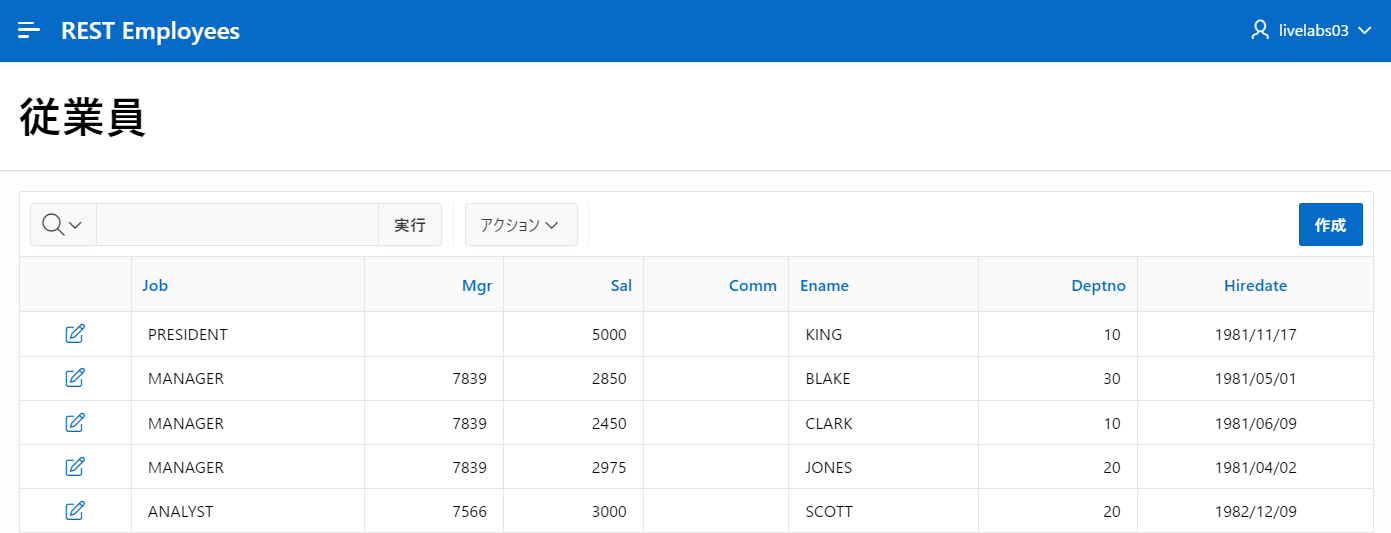 REST Employees livelabs03
従業員
実行 アクション 作成
Job Mgr Sal Comm Ename Deptno Hiredate
PRESIDENT 5000 KING 10 1981/11/17
MANAGER 7839 2850 BLAKE 30 1981/05/01
MANAGER 7839 2450 CLARK 10 1981/06/09
MANAGER 7839 2975 JONES 20 1981/04/02
ANALYST 7566 3000 SCOTT 20 1982/12/09